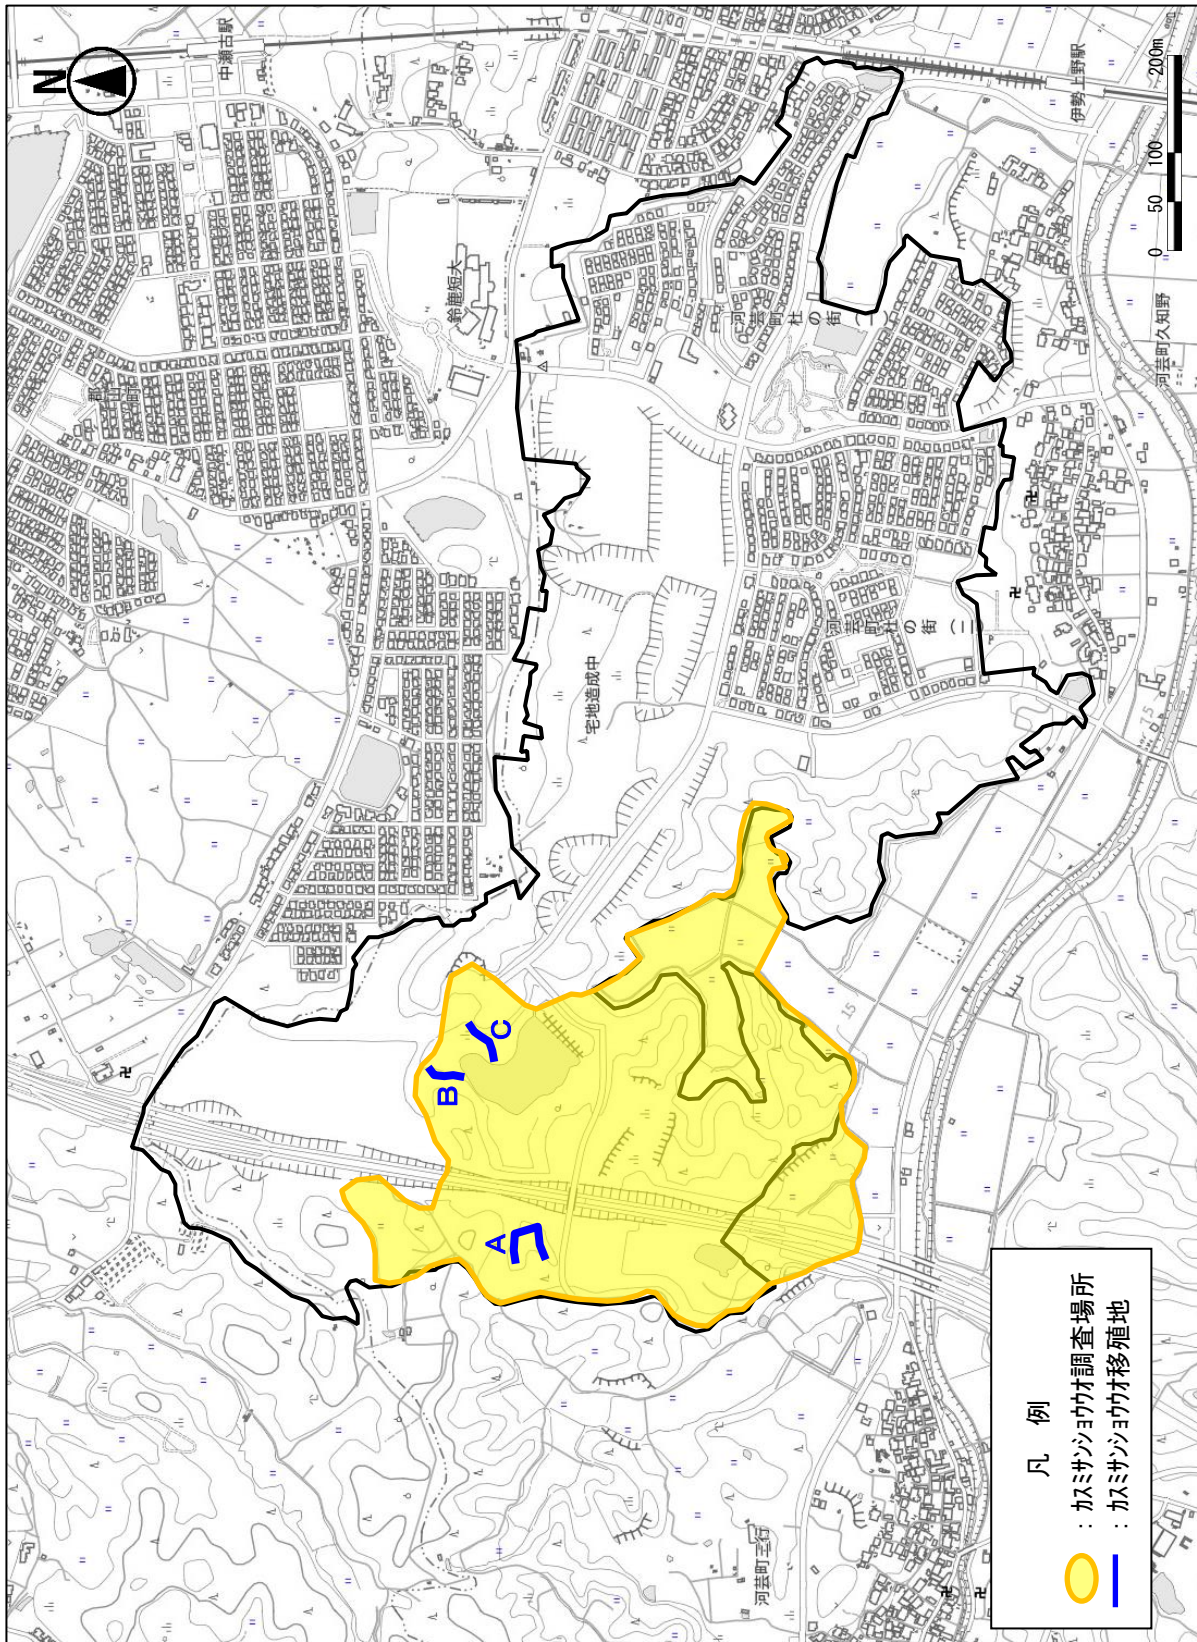 N
中瀬古駅
鈴鹿短大
伊勢上野駅
0 50 100 200m
河芸町杜の街(一)
河芸町久知野
河芸町杜の街(二)
宅地造成中
75
15
A
B
C
河芸町三行
凡 例
: カスミサンショウウオ調査場所
: カスミサンショウウオ移殖地